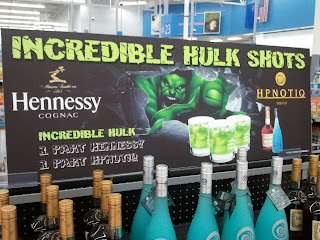 INCREDIBLE HULK SHOTS
Hennessy
COGNAC
HPNOTIQ
INCREDIBLE HULK
1 PART HENNESSY
1 PART HPNOTIQ